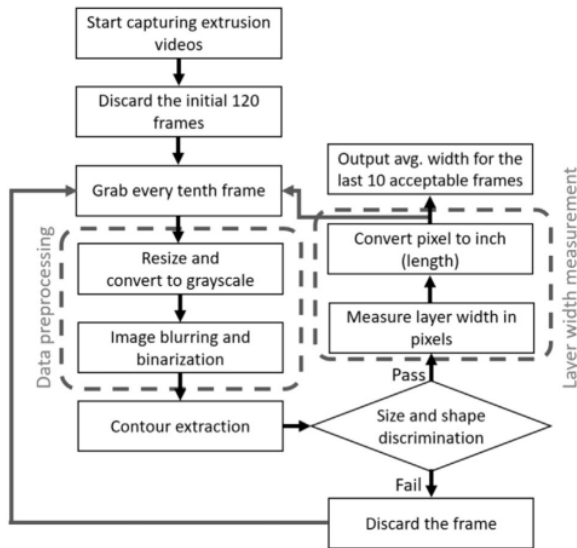 Start capturing extrusion
videos
Discard the initial 120
frames
Grab every tenth frame
Data preprocessing
Resize and
convert to grayscale
Image blurring and
binarization
Contour extraction
Size and shape
discrimination
Pass
Measure layer width in
pixels
Convert pixel to inch
(length)
Layer width measurement
Output avg. width for the
last 10 acceptable frames
Fail
Discard the frame